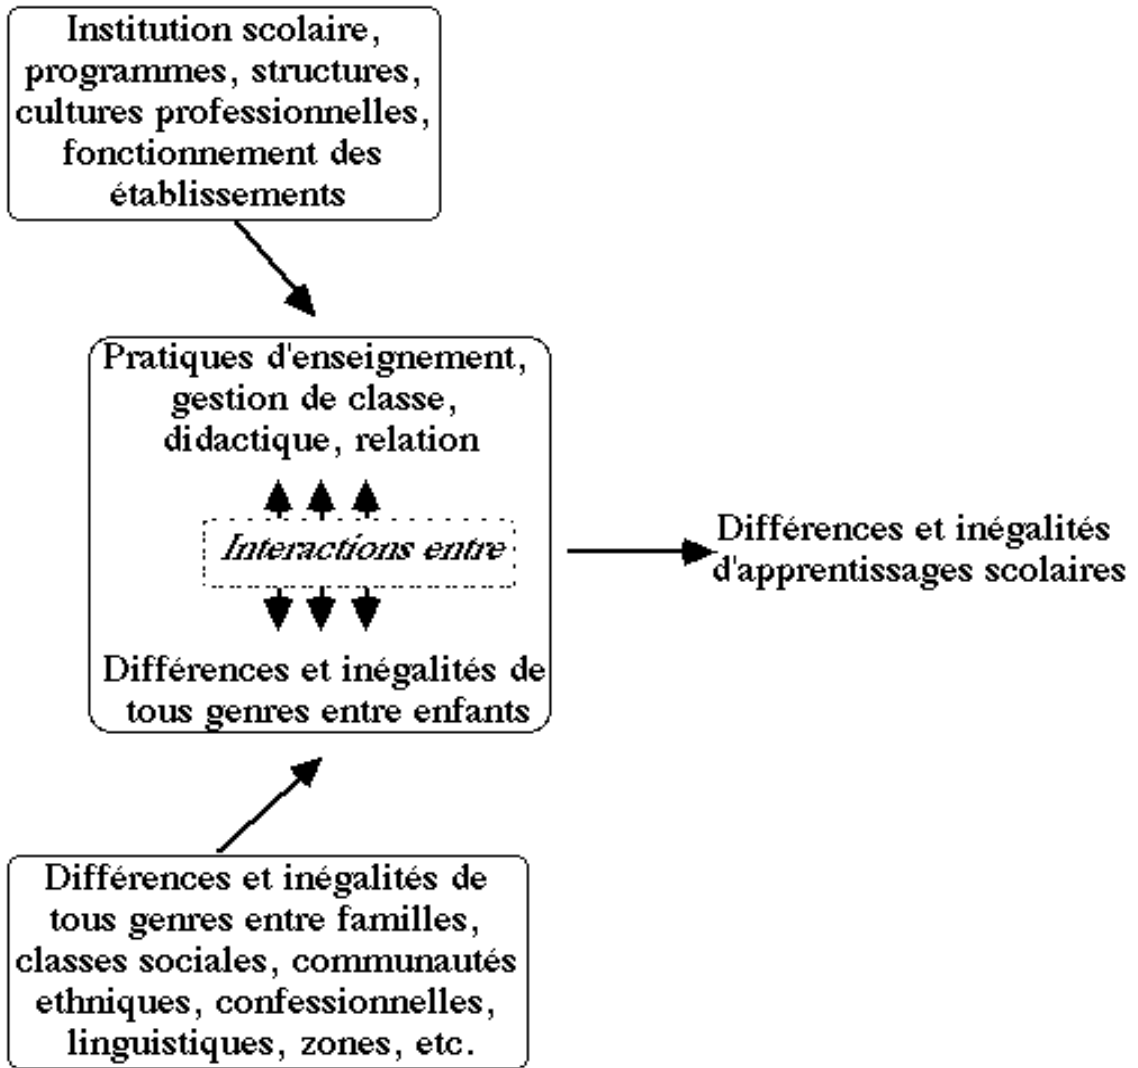 Institution scolaire,
programmes, structures,
cultures professionnelles,
fonctionnement des
établissements
Pratiques d'enseignement,
gestion de classe,
didactique, relation
Interactions entre
Différences et inégalités de
tous genres entre enfants
Différences et inégalités
d'apprentissages scolaires
Différences et inégalités de
tous genres entre familles,
classes sociales, communautés
ethniques, confessionnelles,
linguistiques, zones, etc.